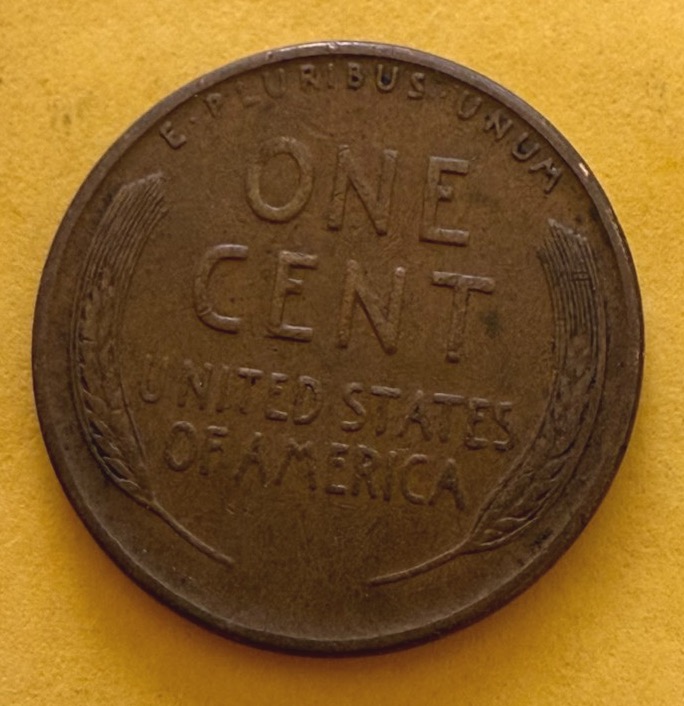 E·PLURIBUS·UNUM
ONE
CENT
UNITED STATES
OF AMERICA